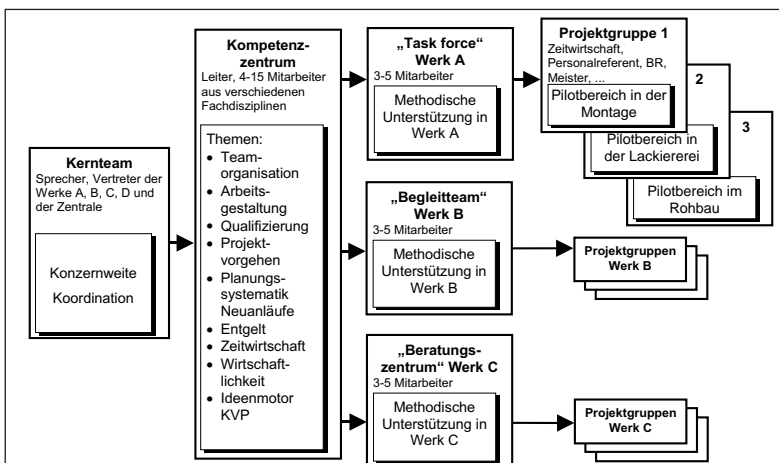 Kernteam
Sprecher, Vertreter der
Werke A, B, C, D und
der Zentrale
Konzernweite
Koordination
Kompetenz-
zentrum
Leiter, 4-15 Mitarbeiter
aus verschiedenen
Fachdisziplinen
Themen:
• Team-
organisation
• Arbeits-
gestaltung
• Qualifizierung
• Projekt-
vorgehen
• Planungs-
systematik
Neuanläufe
• Entgelt
• Zeitwirtschaft
• Wirtschaft-
lichkeit
• Ideenmotor
KVP
„Task force“
Werk A
3-5 Mitarbeiter
Methodische
Unterstützung in
Werk A
„Begleitteam“
Werk B
3-5 Mitarbeiter
Methodische
Unterstützung in
Werk B
„Beratungs-
zentrum“ Werk C
3-5 Mitarbeiter
Methodische
Unterstützung in
Werk C
Projektgruppe 1
Zeitwirtschaft,
Personalreferent, BR,
Meister, ...
Pilotbereich in der
Montage
2
Pilotbereich in
der Lackiererei
3
Pilotbereich im
Rohbau
Projektgruppen
Werk B
Projektgruppen
Werk C